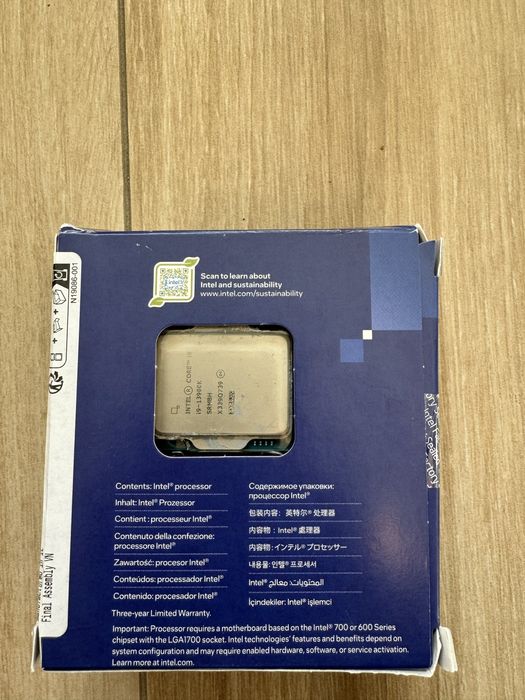 Scan to learn about
Intel and sustainability
www.intel.com/sustainability
N19086-001
INTEL® CORE™ i9
i9-13900K
SRMBH
X339Q739
Contents: Intel® processor
Inhalt: Intel® Prozessor
Contient : processeur Intel®
Contenuto della confezione:
processore Intel®
Zawartość: procesor Intel®
Conteúdos: processador Intel®
Contenido: procesador Intel®
Содержимое упаковки:
процессор Intel®
包装内容: 英特尔® 处理器
內容物: Intel® 處理器
内容物: インテル® プロセッサー
내용물: 인텔® 프로세서
المحتويات: معالج Intel®
İçindekiler: Intel® işlemci
Three-year Limited Warranty.
Important: Processor requires a motherboard based on the Intel® 700 or 600 Series
chipset with the LGA1700 socket. Intel technologies' features and benefits depend on
system configuration and may require enabled hardware, software, or service activation.
Learn more at intel.com.
Final Assembly VN